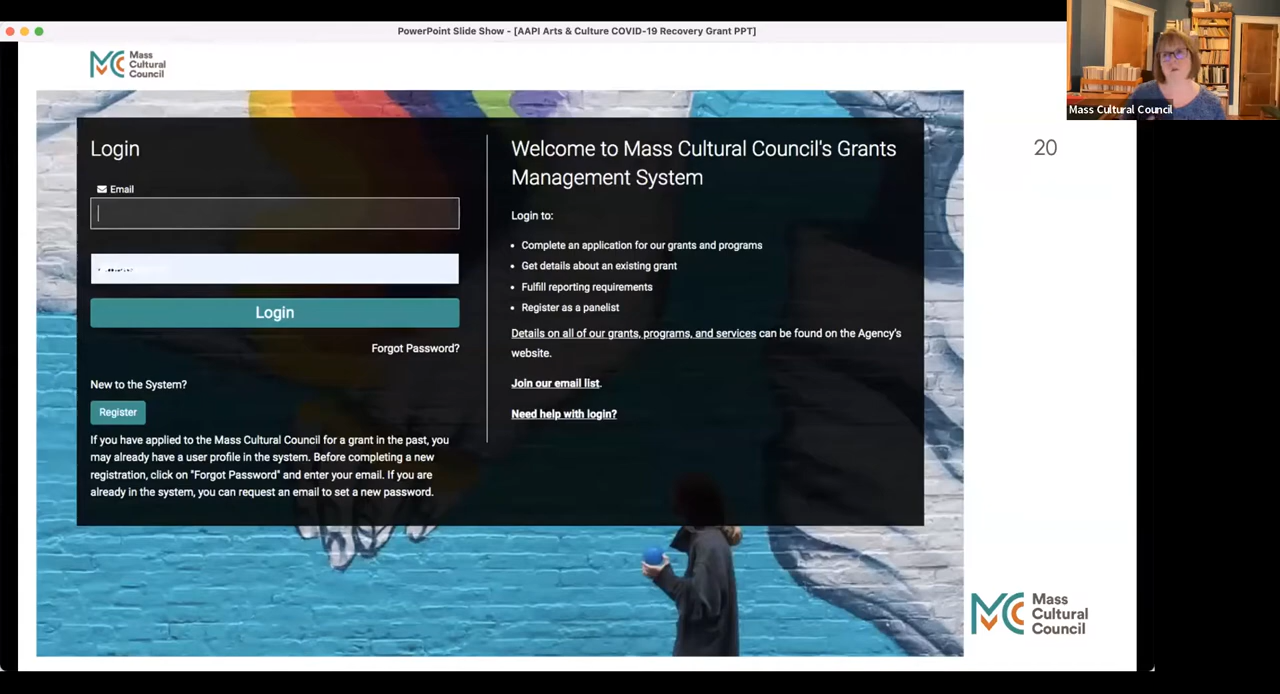 PowerPoint Slide Show - [AAPI Arts & Culture COVID-19 Recovery Grant PPT]
Mass Cultural Council
Mass
Cultural
Council
20
Login
Email
Login
Forgot Password?
New to the System?
Register
If you have applied to the Mass Cultural Council for a grant in the past, you
may already have a user profile in the system. Before completing a new
registration, click on "Forgot Password" and enter your email. If you are
already in the system, you can request an email to set a new password.
Welcome to Mass Cultural Council's Grants
Management System
Login to:
• Complete an application for our grants and programs
• Get details about an existing grant
• Fulfill reporting requirements
• Register as a panelist
Details on all of our grants, programs, and services can be found on the Agency's
website.
Join our email list.
Need help with login?
MC
Mass
Cultural
Council